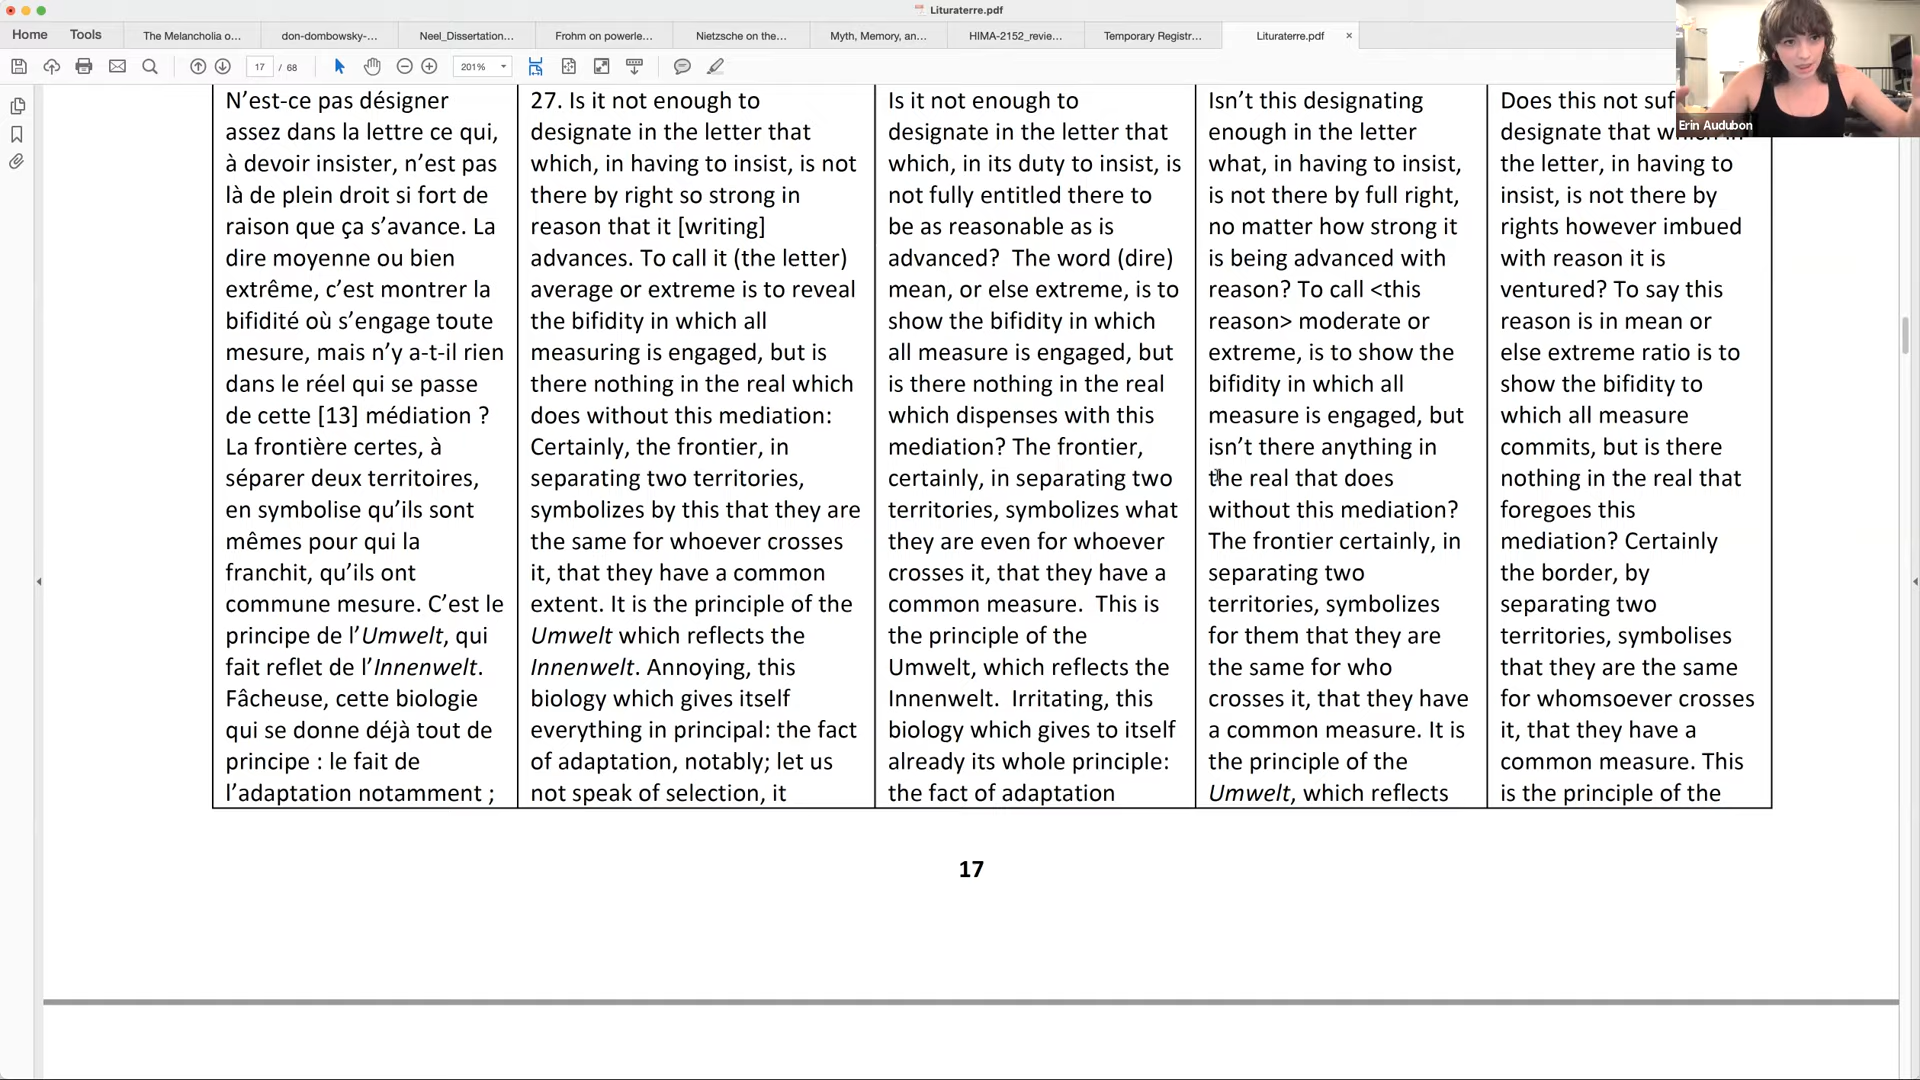 Lituraterre.pdf
Home
Tools
The Melancholia o...
don-dombowsky-...
Neel_Dissertation...
Frohm on powerle...
Nietzsche on the...
Myth, Memory, an...
HIMA-2152_revie...
Temporary Registr...
Lituraterre.pdf
17 / 68
201%
Erin Audubon
N’est-ce pas désigner
assez dans la lettre ce qui,
à devoir insister, n’est pas
là de plein droit si fort de
raison que ça s’avance. La
dire moyenne ou bien
extrême, c’est montrer la
bifidité où s’engage toute
mesure, mais n’y a-t-il rien
dans le réel qui se passe
de cette [13] médiation ?
La frontière certes, à
séparer deux territoires,
en symbolise qu’ils sont
mêmes pour qui la
franchit, qu’ils ont
commune mesure. C’est le
principe de l’Umwelt, qui
fait reflet de l’Innenwelt.
Fâcheuse, cette biologie
qui se donne déjà tout de
principe : le fait de
l’adaptation notamment ;
27. Is it not enough to
designate in the letter that
which, in having to insist, is not
there by right so strong in
reason that it [writing]
advances. To call it (the letter)
average or extreme is to reveal
the bifidity in which all
measuring is engaged, but is
there nothing in the real which
does without this mediation:
Certainly, the frontier, in
separating two territories,
symbolizes by this that they are
the same for whoever crosses
it, that they have a common
extent. It is the principle of the
Umwelt which reflects the
Innenwelt. Annoying, this
biology which gives itself
everything in principal: the fact
of adaptation, notably; let us
not speak of selection, it
Is it not enough to
designate in the letter that
which, in its duty to insist, is
not fully entitled there to
be as reasonable as is
advanced?  The word (dire)
mean, or else extreme, is to
show the bifidity in which
all measure is engaged, but
is there nothing in the real
which dispenses with this
mediation? The frontier,
certainly, in separating two
territories, symbolizes what
they are even for whoever
crosses it, that they have a
common measure.  This is
the principle of the
Umwelt, which reflects the
Innenwelt.  Irritating, this
biology which gives to itself
already its whole principle:
the fact of adaptation
Isn’t this designating
enough in the letter
what, in having to insist,
is not there by full right,
no matter how strong it
is being advanced with
reason? To call <this
reason> moderate or
extreme, is to show the
bifidity in which all
measure is engaged, but
isn’t there anything in
the real that does
without this mediation?
The frontier certainly, in
separating two
territories, symbolizes
for them that they are
the same for who
crosses it, that they have
a common measure. It is
the principle of the
Umwelt, which reflects
Does this not suf
designate that which in
the letter, in having to
insist, is not there by
rights however imbued
with reason it is
ventured? To say this
reason is in mean or
else extreme ratio is to
show the bifidity to
which all measure
commits, but is there
nothing in the real that
foregoes this
mediation? Certainly
the border, by
separating two
territories, symbolises
that they are the same
for whomsoever crosses
it, that they have a
common measure. This
is the principle of the
17